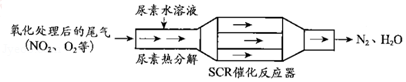 尿素水溶液
氧化处理后的尾气
(NO₂、O₂等)
尿素热分解
SCR催化反应器
N₂、H₂O